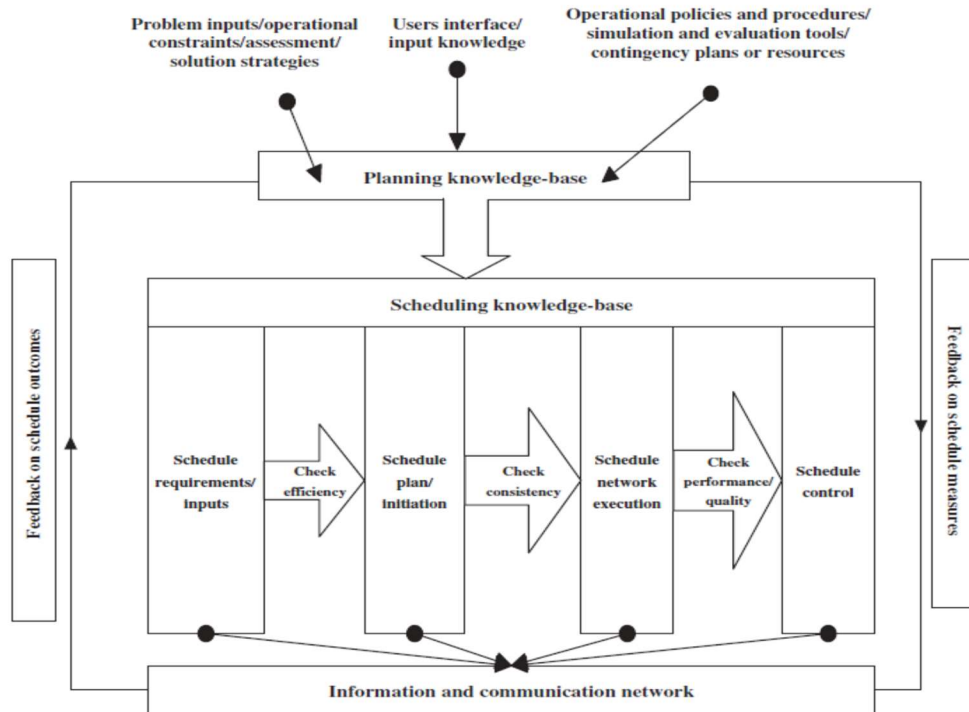 Problem inputs/operational
constraints/assessment/
solution strategies
Users interface/
input knowledge
Operational policies and procedures/
simulation and evaluation tools/
contingency plans or resources
Planning knowledge-base
Feedback on schedule outcomes
Scheduling knowledge-base
Schedule
requirements/
inputs
Check
efficiency
Schedule
plan/
initiation
Check
consistency
Schedule
network
execution
Check
performance/
quality
Schedule
control
Feedback on schedule measures
Information and communication network